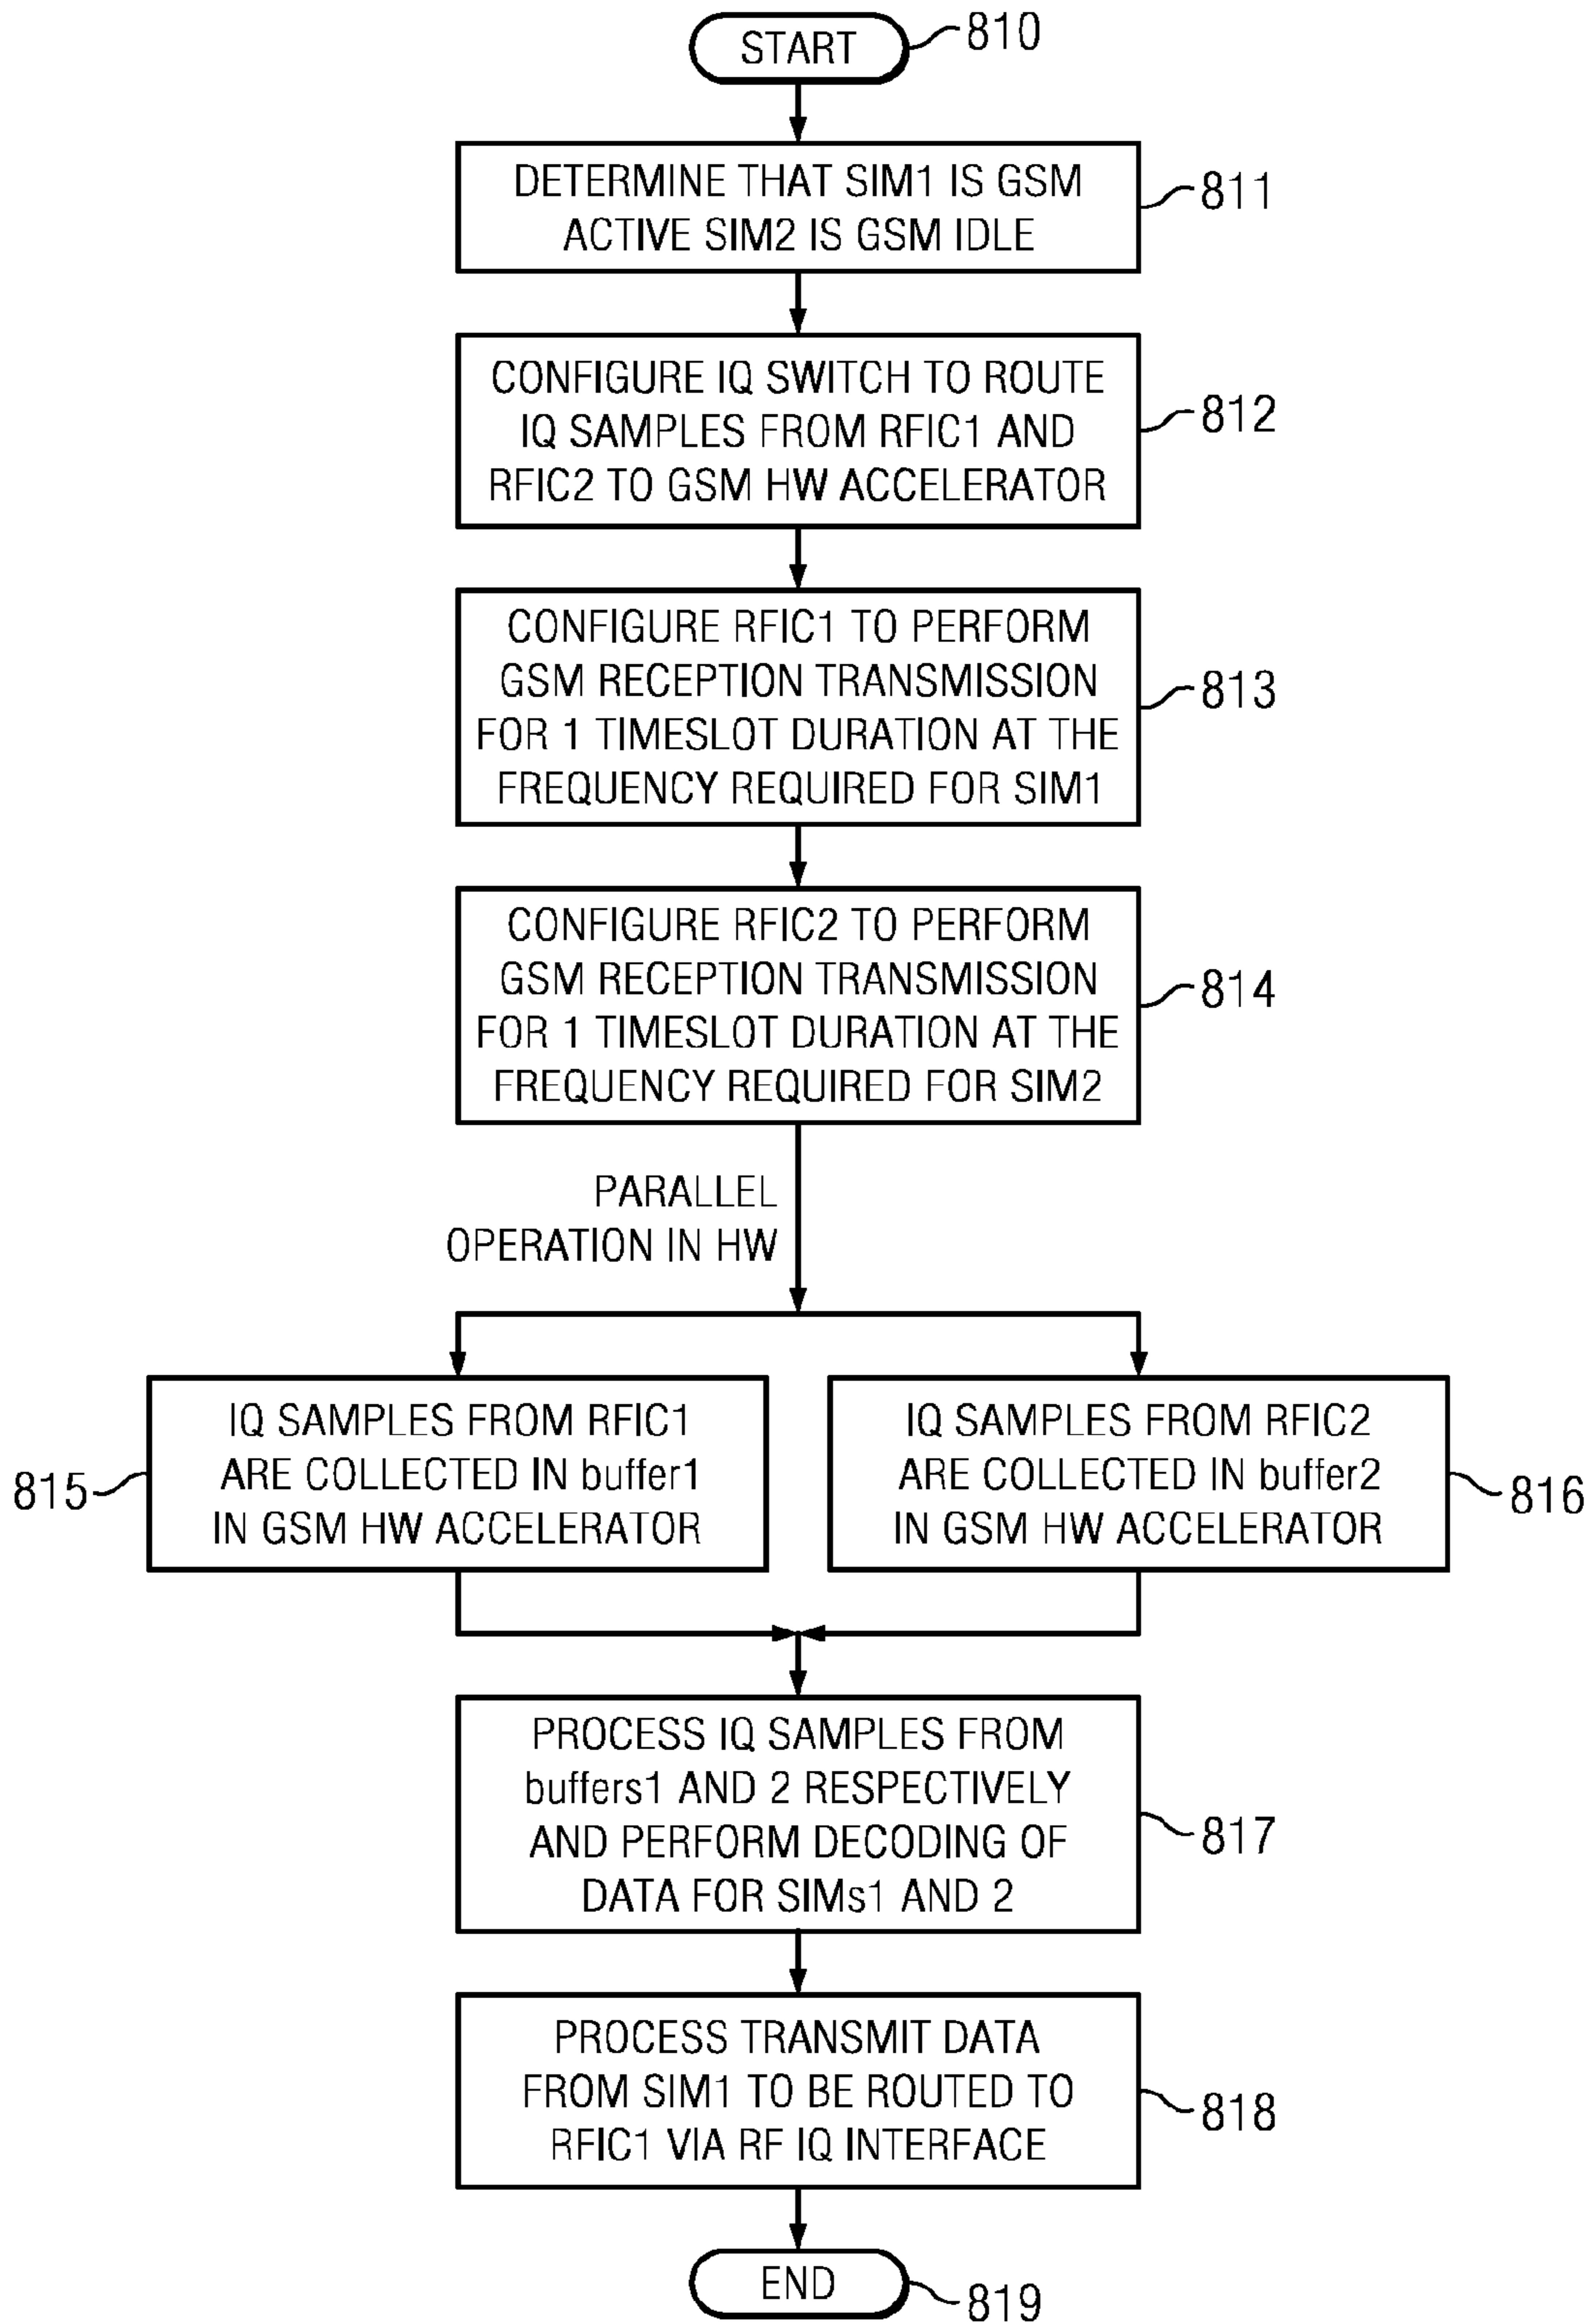 START
810
DETERMINE THAT SIM1 IS GSM
ACTIVE SIM2 IS GSM IDLE
811
CONFIGURE IQ SWITCH TO ROUTE
IQ SAMPLES FROM RFIC1 AND
RFIC2 TO GSM HW ACCELERATOR
812
CONFIGURE RFIC1 TO PERFORM
GSM RECEPTION TRANSMISSION
FOR 1 TIMESLOT DURATION AT THE
FREQUENCY REQUIRED FOR SIM1
813
CONFIGURE RFIC2 TO PERFORM
GSM RECEPTION TRANSMISSION
FOR 1 TIMESLOT DURATION AT THE
FREQUENCY REQUIRED FOR SIM2
814
PARALLEL
OPERATION IN HW
IQ SAMPLES FROM RFIC1
ARE COLLECTED IN buffer1
IN GSM HW ACCELERATOR
815
IQ SAMPLES FROM RFIC2
ARE COLLECTED IN buffer2
IN GSM HW ACCELERATOR
816
PROCESS IQ SAMPLES FROM
buffers1 AND 2 RESPECTIVELY
AND PERFORM DECODING OF
DATA FOR SIMs1 AND 2
817
PROCESS TRANSMIT DATA
FROM SIM1 TO BE ROUTED TO
RFIC1 VIA RF IQ INTERFACE
818
END
819